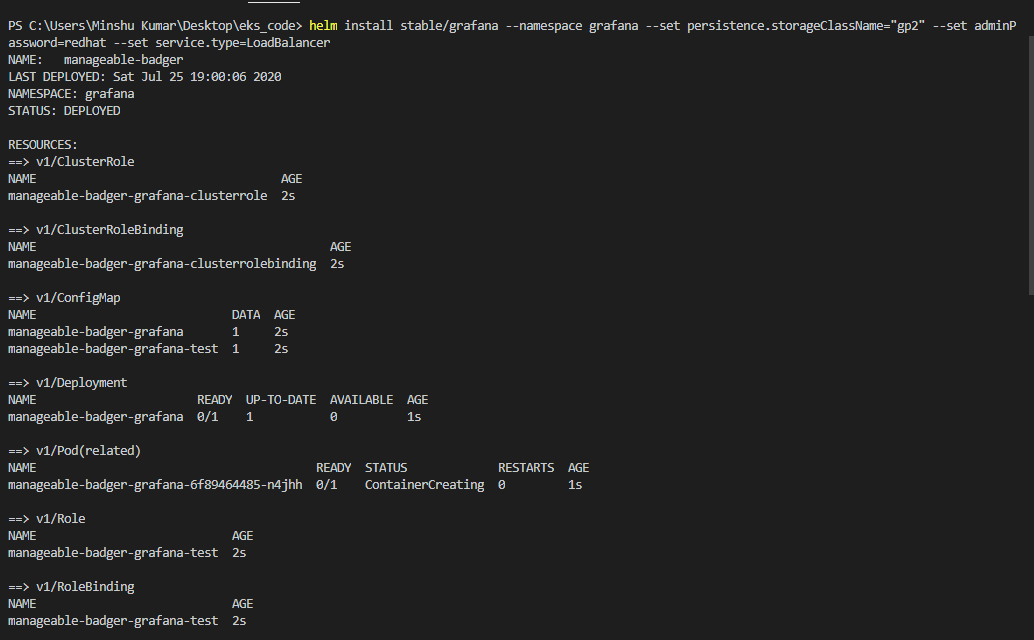 PS C:\Users\Minshu Kumar\Desktop\eks_code> helm install stable/grafana --namespace grafana --set persistence.storageClassName="gp2" --set adminP
assword=redhat --set service.type=LoadBalancer
NAME:   manageable-badger
LAST DEPLOYED: Sat Jul 25 19:00:06 2020
NAMESPACE: grafana
STATUS: DEPLOYED

RESOURCES:
==> v1/ClusterRole
NAME                                   AGE
manageable-badger-grafana-clusterrole  2s

==> v1/ClusterRoleBinding
NAME                                          AGE
manageable-badger-grafana-clusterrolebinding  2s

==> v1/ConfigMap
NAME                            DATA  AGE
manageable-badger-grafana       1     2s
manageable-badger-grafana-test  1     2s

==> v1/Deployment
NAME                       READY  UP-TO-DATE  AVAILABLE  AGE
manageable-badger-grafana  0/1    1           0          1s

==> v1/Pod(related)
NAME                                        READY  STATUS             RESTARTS  AGE
manageable-badger-grafana-6f89464485-n4jhh  0/1    ContainerCreating  0         1s

==> v1/Role
NAME                            AGE
manageable-badger-grafana-test  2s

==> v1/RoleBinding
NAME                            AGE
manageable-badger-grafana-test  2s